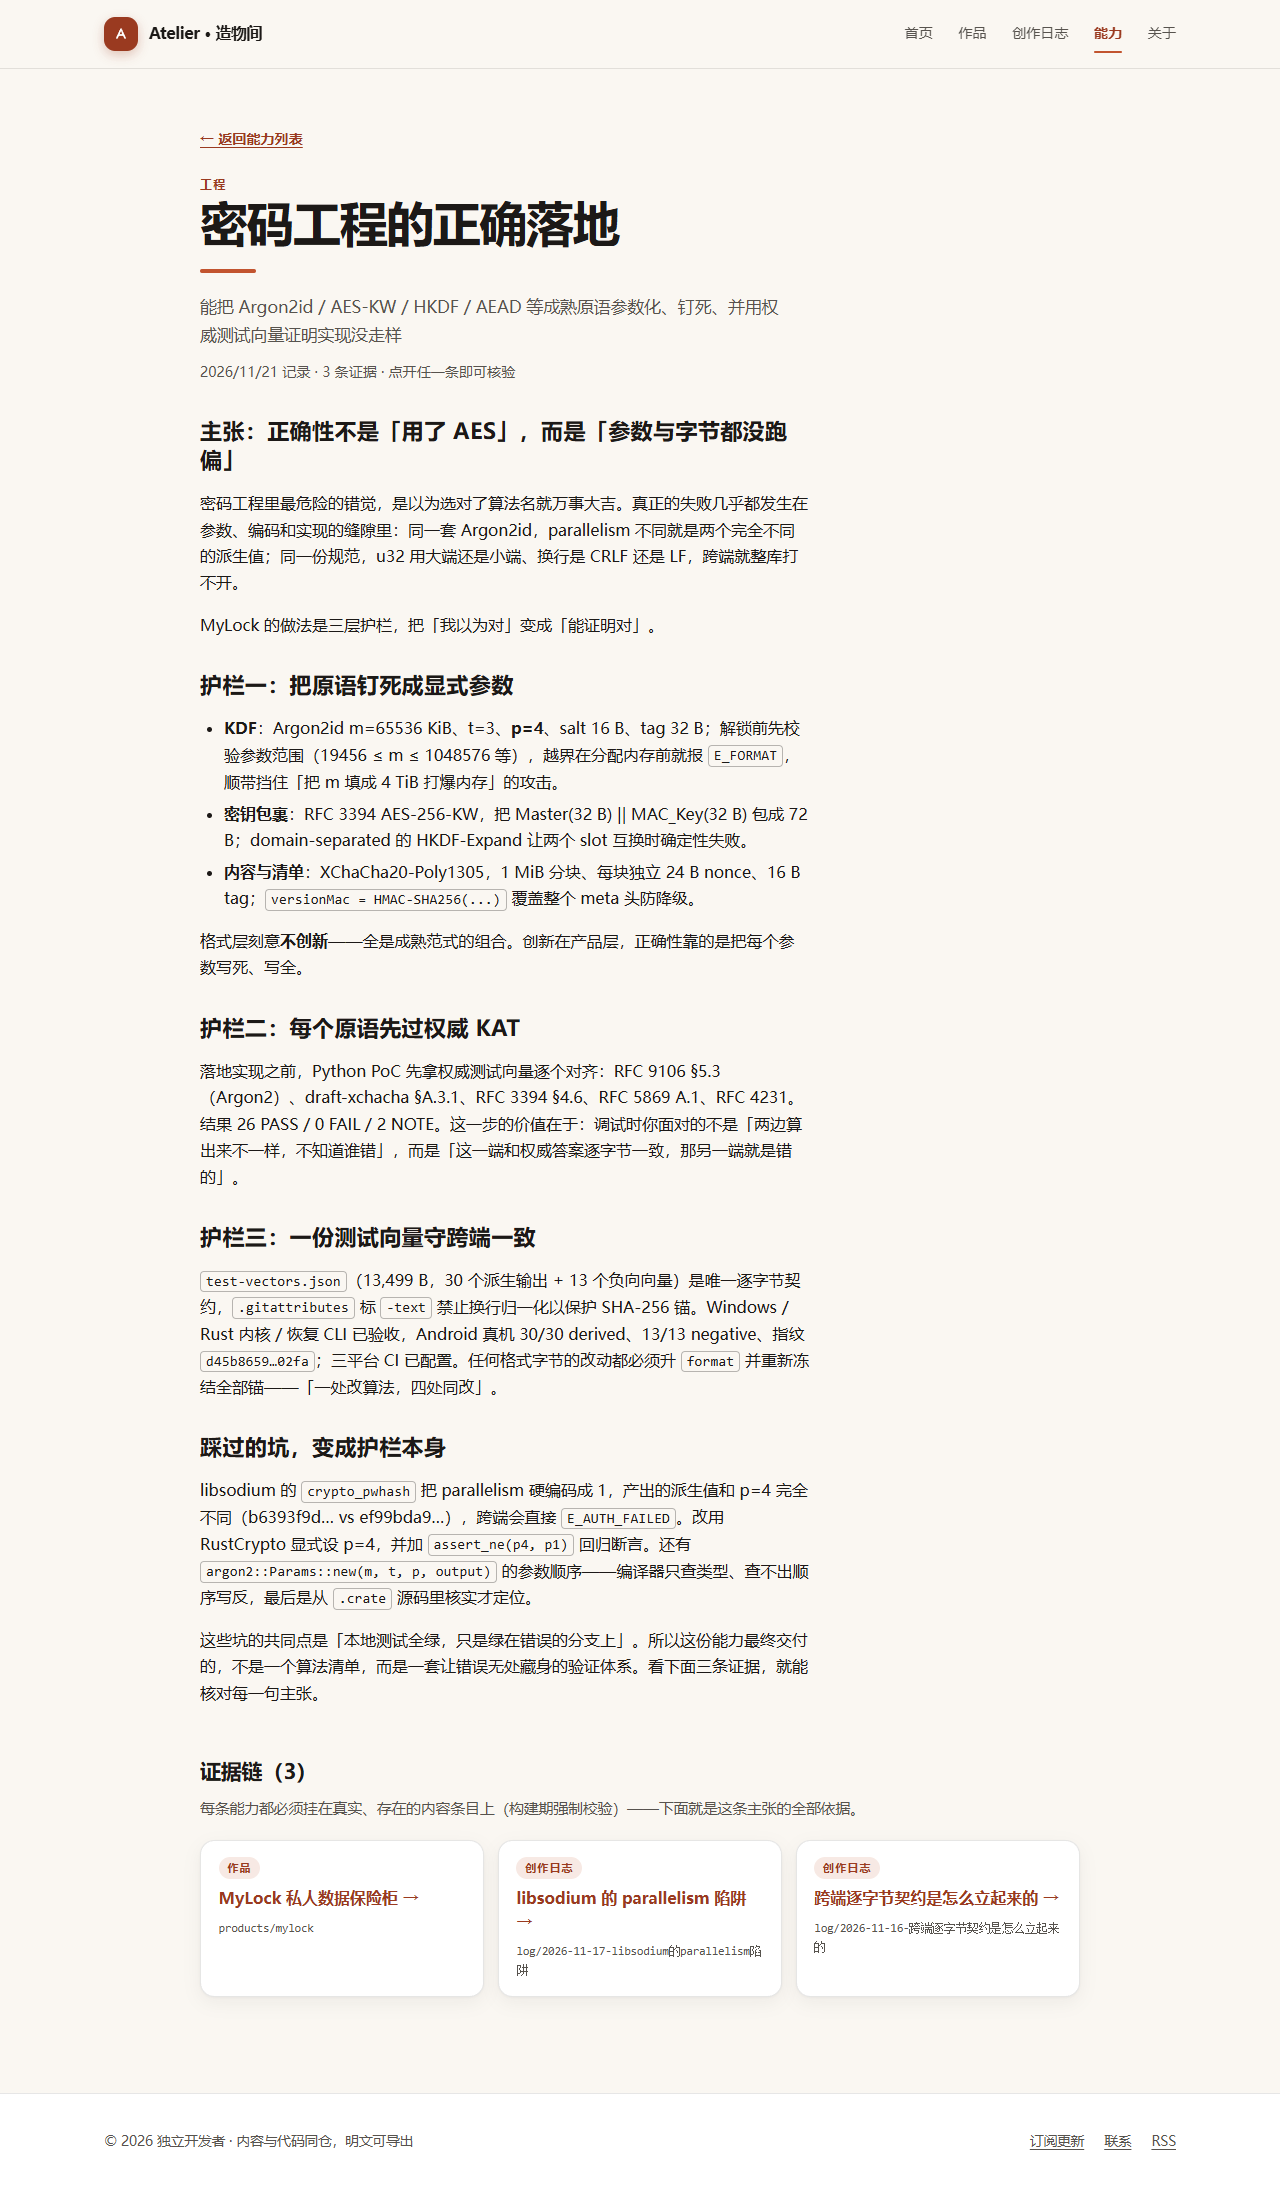 A
Atelier • 造物间
首页 作品 创作日志 能力 关于
← 返回能力列表
工程
密码工程的正确落地
能把 Argon2id / AES-KW / HKDF / AEAD 等成熟原语参数化、钉死、并用权
威测试向量证明实现没走样
2026/11/21 记录 · 3 条证据 · 点开任一条即可核验
主张：正确性不是「用了 AES」，而是「参数与字节都没跑
偏」
密码工程里最危险的错觉，是以为选对了算法名就万事大吉。真正的失败几乎都发生在
参数、编码和实现的缝隙里：同一套 Argon2id，parallelism 不同就是两个完全不同
的派生值；同一份规范，u32 用大端还是小端、换行是 CRLF 还是 LF，跨端就整库打
不开。
MyLock 的做法是三层护栏，把「我以为对」变成「能证明对」。
护栏一：把原语钉死成显式参数
• KDF：Argon2id m=65536 KiB、t=3、p=4、salt 16 B、tag 32 B；解锁前先校
验参数范围（19456 ≤ m ≤ 1048576 等），越界在分配内存前就报 E_FORMAT，
顺带挡住「把 m 填成 4 TiB 打爆内存」的攻击。
• 密钥包裹：RFC 3394 AES-256-KW，把 Master(32 B) || MAC_Key(32 B) 包成 72
B；domain-separated 的 HKDF-Expand 让两个 slot 互换时确定性失败。
• 内容与清单：XChaCha20-Poly1305，1 MiB 分块、每块独立 24 B nonce、16 B
tag；versionMac = HMAC-SHA256(...) 覆盖整个 meta 头防降级。
格式层刻意不创新——全是成熟范式的组合。创新在产品层，正确性靠的是把每个参
数写死、写全。
护栏二：每个原语先过权威 KAT
落地实现之前，Python PoC 先拿权威测试向量逐个对齐：RFC 9106 §5.3
（Argon2）、draft-xchacha §A.3.1、RFC 3394 §4.6、RFC 5869 A.1、RFC 4231。
结果 26 PASS / 0 FAIL / 2 NOTE。这一步的价值在于：调试时你面对的不是「两边算
出来不一样，不知道谁错」，而是「这一端和权威答案逐字节一致，那另一端就是错
的」。
护栏三：一份测试向量守跨端一致
test-vectors.json（13,499 B，30 个派生输出 + 13 个负向向量）是唯一逐字节契
约，.gitattributes 标 -text 禁止换行归一化以保护 SHA-256 锚。Windows /
Rust 内核 / 恢复 CLI 已验收，Android 真机 30/30 derived、13/13 negative、指纹
d45b8659…02fa；三平台 CI 已配置。任何格式字节的改动都必须升 format 并重新冻
结全部锚——「一处改算法，四处同改」。
踩过的坑，变成护栏本身
libsodium 的 crypto_pwhash 把 parallelism 硬编码成 1，产出的派生值和 p=4 完全
不同（b6393f9d… vs ef99bda9…），跨端会直接 E_AUTH_FAILED。改用
RustCrypto 显式设 p=4，并加 assert_ne(p4, p1) 回归断言。还有
argon2::Params::new(m, t, p, output) 的参数顺序——编译器只查类型、查不出顺
序写反，最后是从 .crate 源码里核实才定位。
这些坑的共同点是「本地测试全绿，只是绿在错误的分支上」。所以这份能力最终交付
的，不是一个算法清单，而是一套让错误无处藏身的验证体系。看下面三条证据，就能
核对每一句主张。
证据链（3）
每条能力都必须挂在真实、存在的内容条目上（构建期强制校验）——下面就是这条主张的全部依据。
作品
MyLock 私人数据保险柜 →
products/mylock
创作日志
libsodium 的 parallelism 陷阱
→
log/2026-11-17-libsodium的parallelism陷
阱
创作日志
跨端逐字节契约是怎么立起来的 →
log/2026-11-16-跨端逐字节契约是怎么立起来
的
© 2026 独立开发者 · 内容与代码同仓，明文可导出
订阅更新 联系 RSS